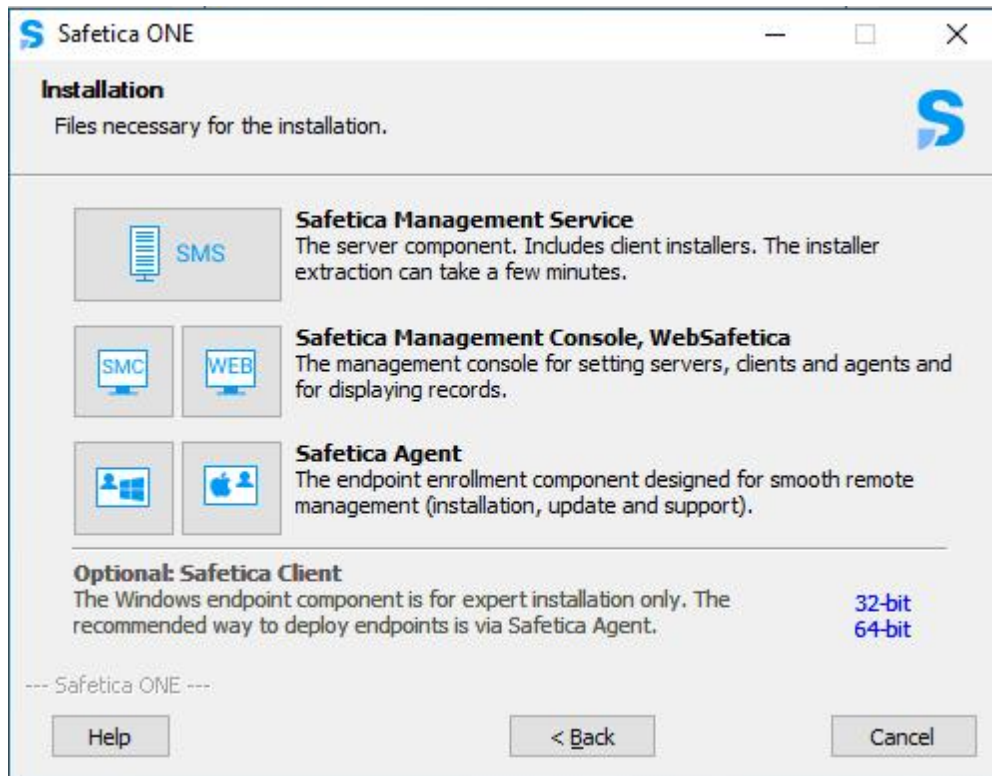 Safetica ONE
Installation
Files necessary for the installation.
SMS
Safetica Management Service
The server component. Includes client installers. The installer
extraction can take a few minutes.
SMC
WEB
Safetica Management Console, WebSafetica
The management console for setting servers, clients and agents and
for displaying records.
Safetica Agent
The endpoint enrollment component designed for smooth remote
management (installation, update and support).
Optional: Safetica Client
The Windows endpoint component is for expert installation only. The
recommended way to deploy endpoints is via Safetica Agent.
32-bit
64-bit
--- Safetica ONE ---
Help
< Back
Cancel